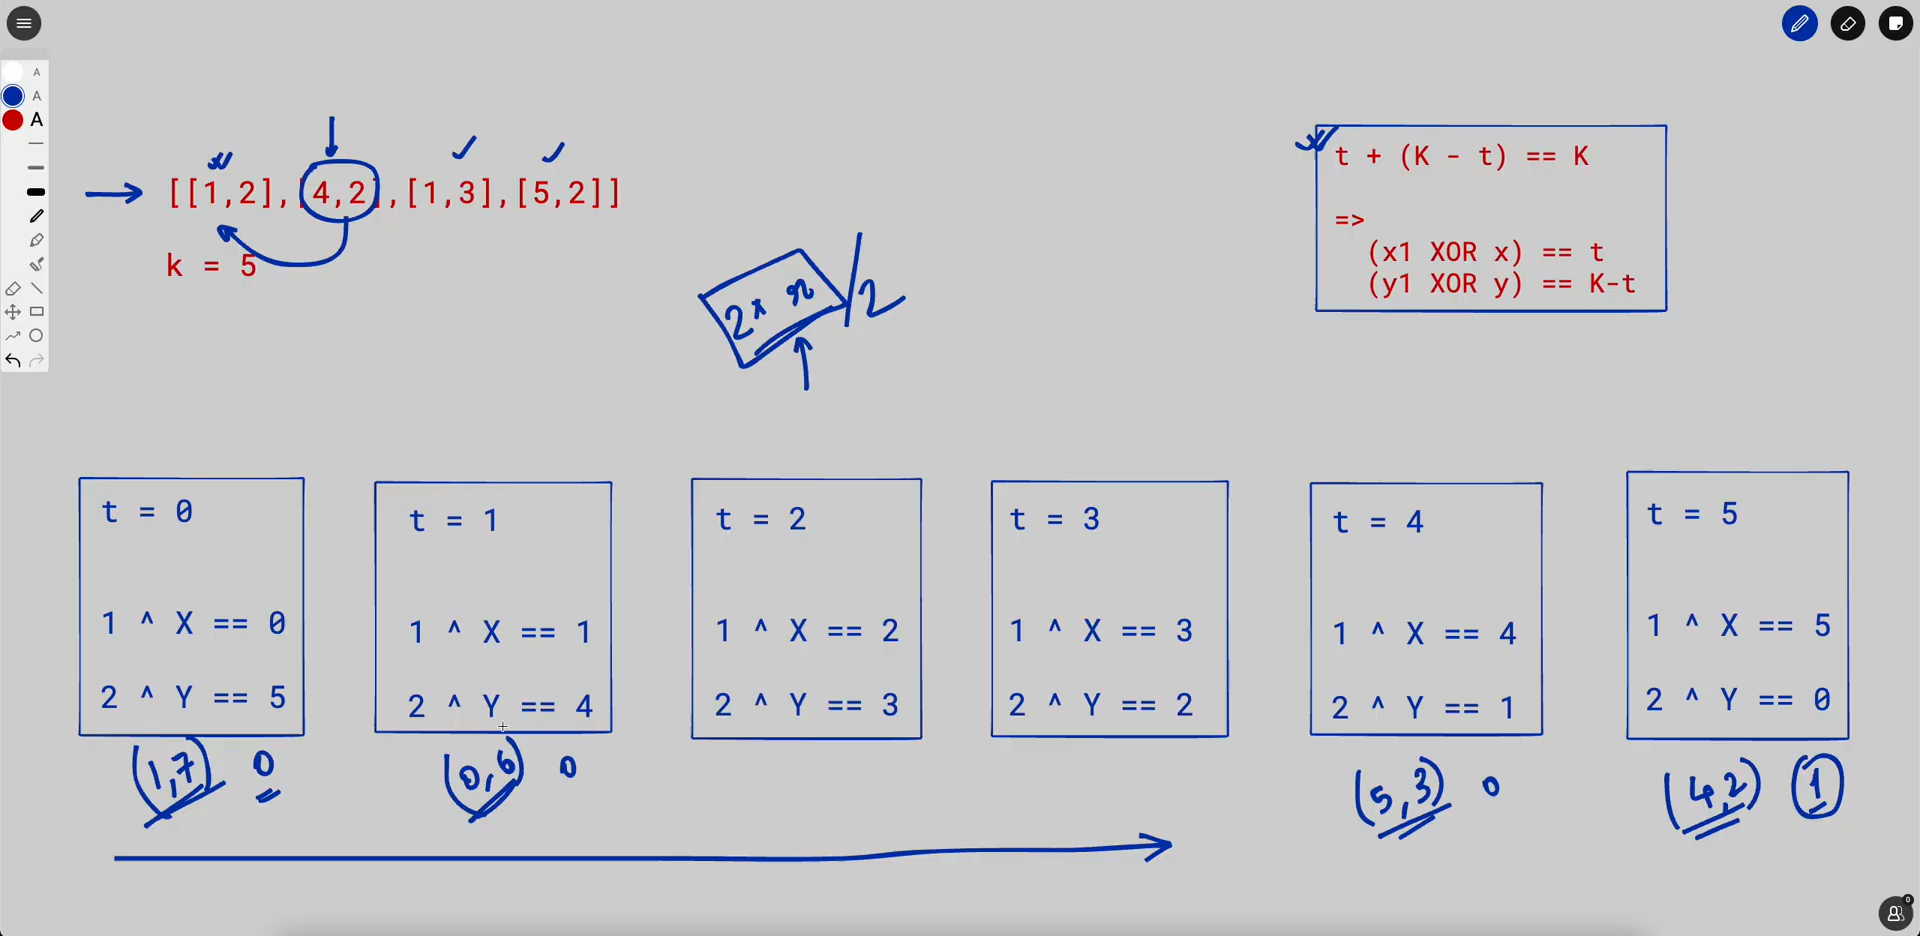 A
A
A
[[1,2],[4,2],[1,3],[5,2]]
k = 5
2 x n /2
t + (K - t) == K
=>
(x1 XOR x) == t
(y1 XOR y) == K-t
t = 0
1 ^ X == 0
2 ^ Y == 5
(1,7) 0
t = 1
1 ^ X == 1
2 ^ Y == 4
(0,6) 0
t = 2
1 ^ X == 2
2 ^ Y == 3
t = 3
1 ^ X == 3
2 ^ Y == 2
t = 4
1 ^ X == 4
2 ^ Y == 1
(5,3) 0
t = 5
1 ^ X == 5
2 ^ Y == 0
(4,2) 1
0